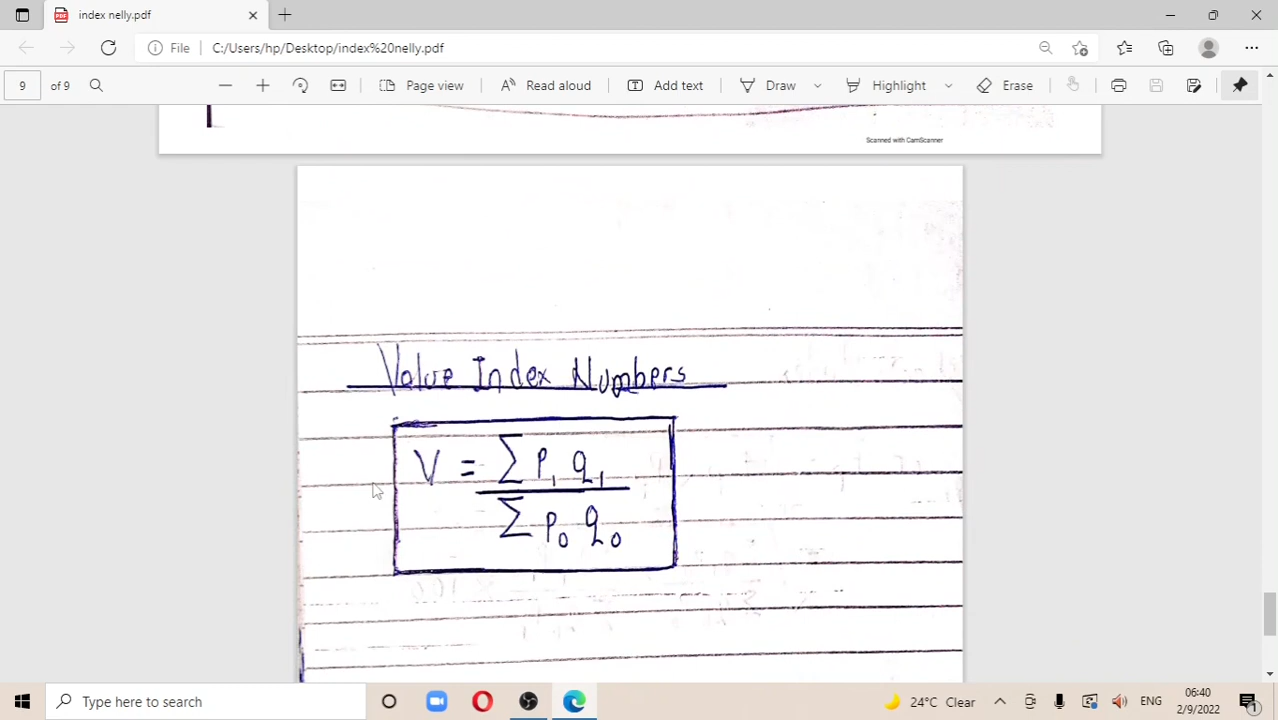 index nelly.pdf
File
C:/Users/hp/Desktop/index%20nelly.pdf
9 of 9
Page view
Read aloud
Add text
Draw
Highlight
Erase
Scanned with CamScanner
Value Index Numbers
V = ∑ P₁ q₁
∑ P₀ q₀
Type here to search
24°C Clear
ENG
06:40
2/9/2022
1